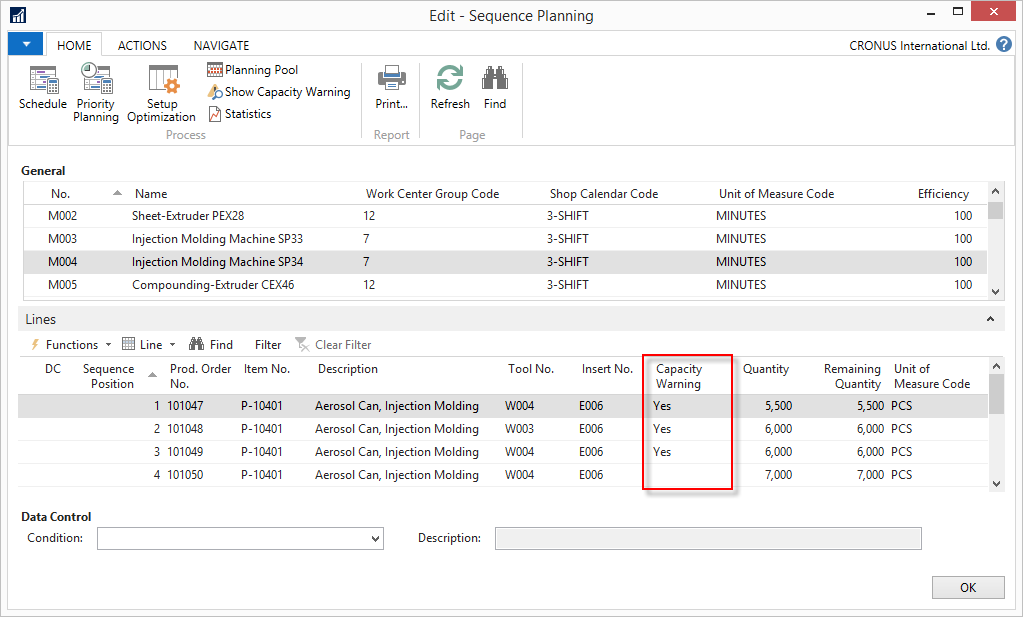 Edit - Sequence Planning
HOME ACTIONS NAVIGATE CRONUS International Ltd. ?
Schedule
Priority Planning
Setup Optimization
Planning Pool
Show Capacity Warning
Statistics
Process
Print...
Report
Refresh
Find
Page
General
No. Name Work Center Group Code Shop Calendar Code Unit of Measure Code Efficiency
M002 Sheet-Extruder PEX28 12 3-SHIFT MINUTES 100
M003 Injection Molding Machine SP33 7 3-SHIFT MINUTES 100
M004 Injection Molding Machine SP34 7 3-SHIFT MINUTES 100
M005 Compounding-Extruder CEX46 12 3-SHIFT MINUTES 100
Lines
Functions Line Find Filter Clear Filter
DC Sequence Position Prod. Order No. Item No. Description Tool No. Insert No. Capacity Warning Quantity Remaining Quantity Unit of Measure Code
1 101047 P-10401 Aerosol Can, Injection Molding W004 E006 Yes 5,500 5,500 PCS
2 101048 P-10401 Aerosol Can, Injection Molding W003 E006 Yes 6,000 6,000 PCS
3 101049 P-10401 Aerosol Can, Injection Molding W004 E006 Yes 6,000 6,000 PCS
4 101050 P-10401 Aerosol Can, Injection Molding W004 E006 7,000 7,000 PCS
Data Control
Condition: Description:
OK